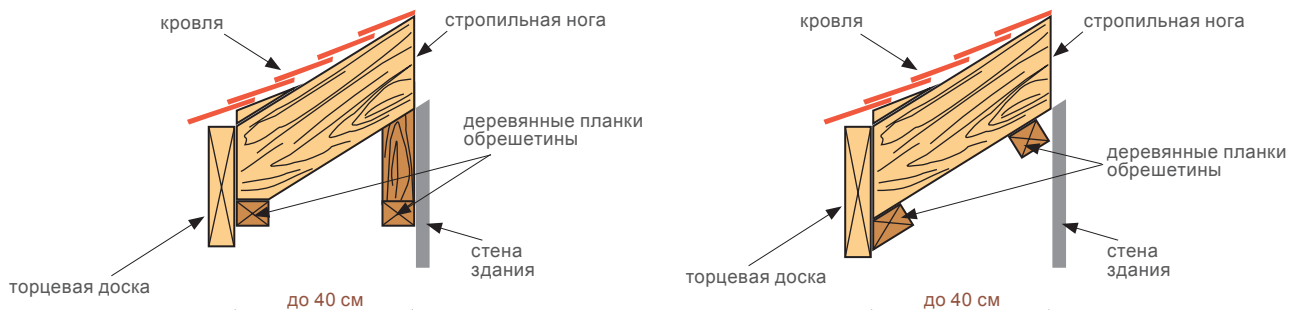 кровля
стропильная нога
деревянные планки
обрешетины
стена
здания
торцевая доска
до 40 см
кровля
стропильная нога
деревянные планки
обрешетины
стена
здания
торцевая доска
до 40 см